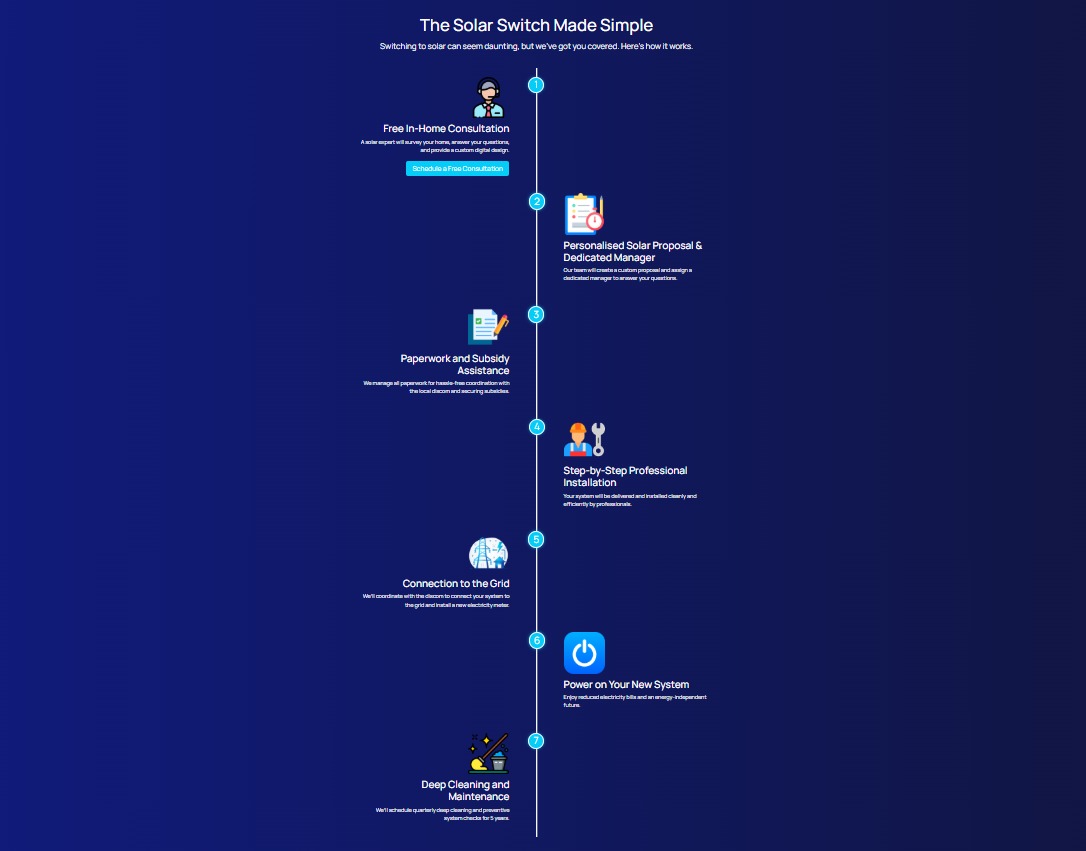 The Solar Switch Made Simple
Switching to solar can seem daunting, but we've got you covered. Here's how it works.
1
Free In-Home Consultation
A solar expert will survey your home, answer your questions,
and provide a custom digital design.
Schedule a Free Consultation
2
Personalised Solar Proposal &
Dedicated Manager
Our team will create a custom proposal and assign a
dedicated manager to answer your questions.
3
Paperwork and Subsidy
Assistance
We manage all paperwork for hassle-free coordination with
the local discom and securing subsidies.
4
Step-by-Step Professional
Installation
Your system will be delivered and installed cleanly and
efficiently by professionals.
5
Connection to the Grid
We'll coordinate with the discom to connect your system to
the grid and install a new electricity meter.
6
Power on Your New System
Enjoy reduced electricity bills and an energy-independent
future.
7
Deep Cleaning and
Maintenance
We'll schedule quarterly deep cleaning and preventive
system checks for 5 years.